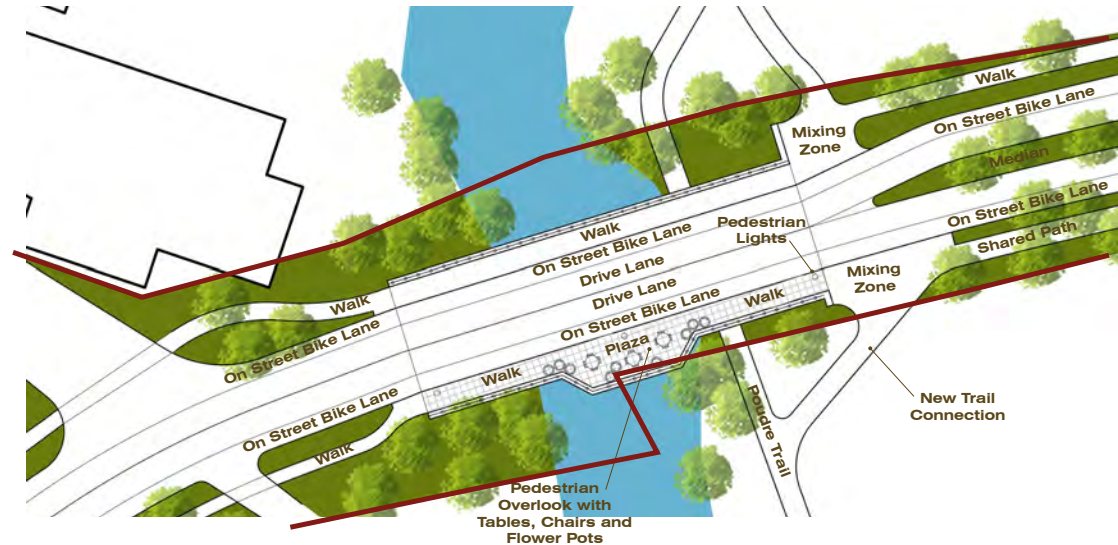 Walk
On Street Bike Lane
Mixing
Zone
Median
On Street Bike Lane
Shared Path
Pedestrian
Lights
Walk
On Street Bike Lane
Drive Lane
Drive Lane
On Street Bike Lane
Walk
Mixing
Zone
Walk
On Street Bike Lane
Plaza
Walk
On Street Bike Lane
Walk
New Trail
Connection
Poudre Trail
Pedestrian
Overlook with
Tables, Chairs and
Flower Pots